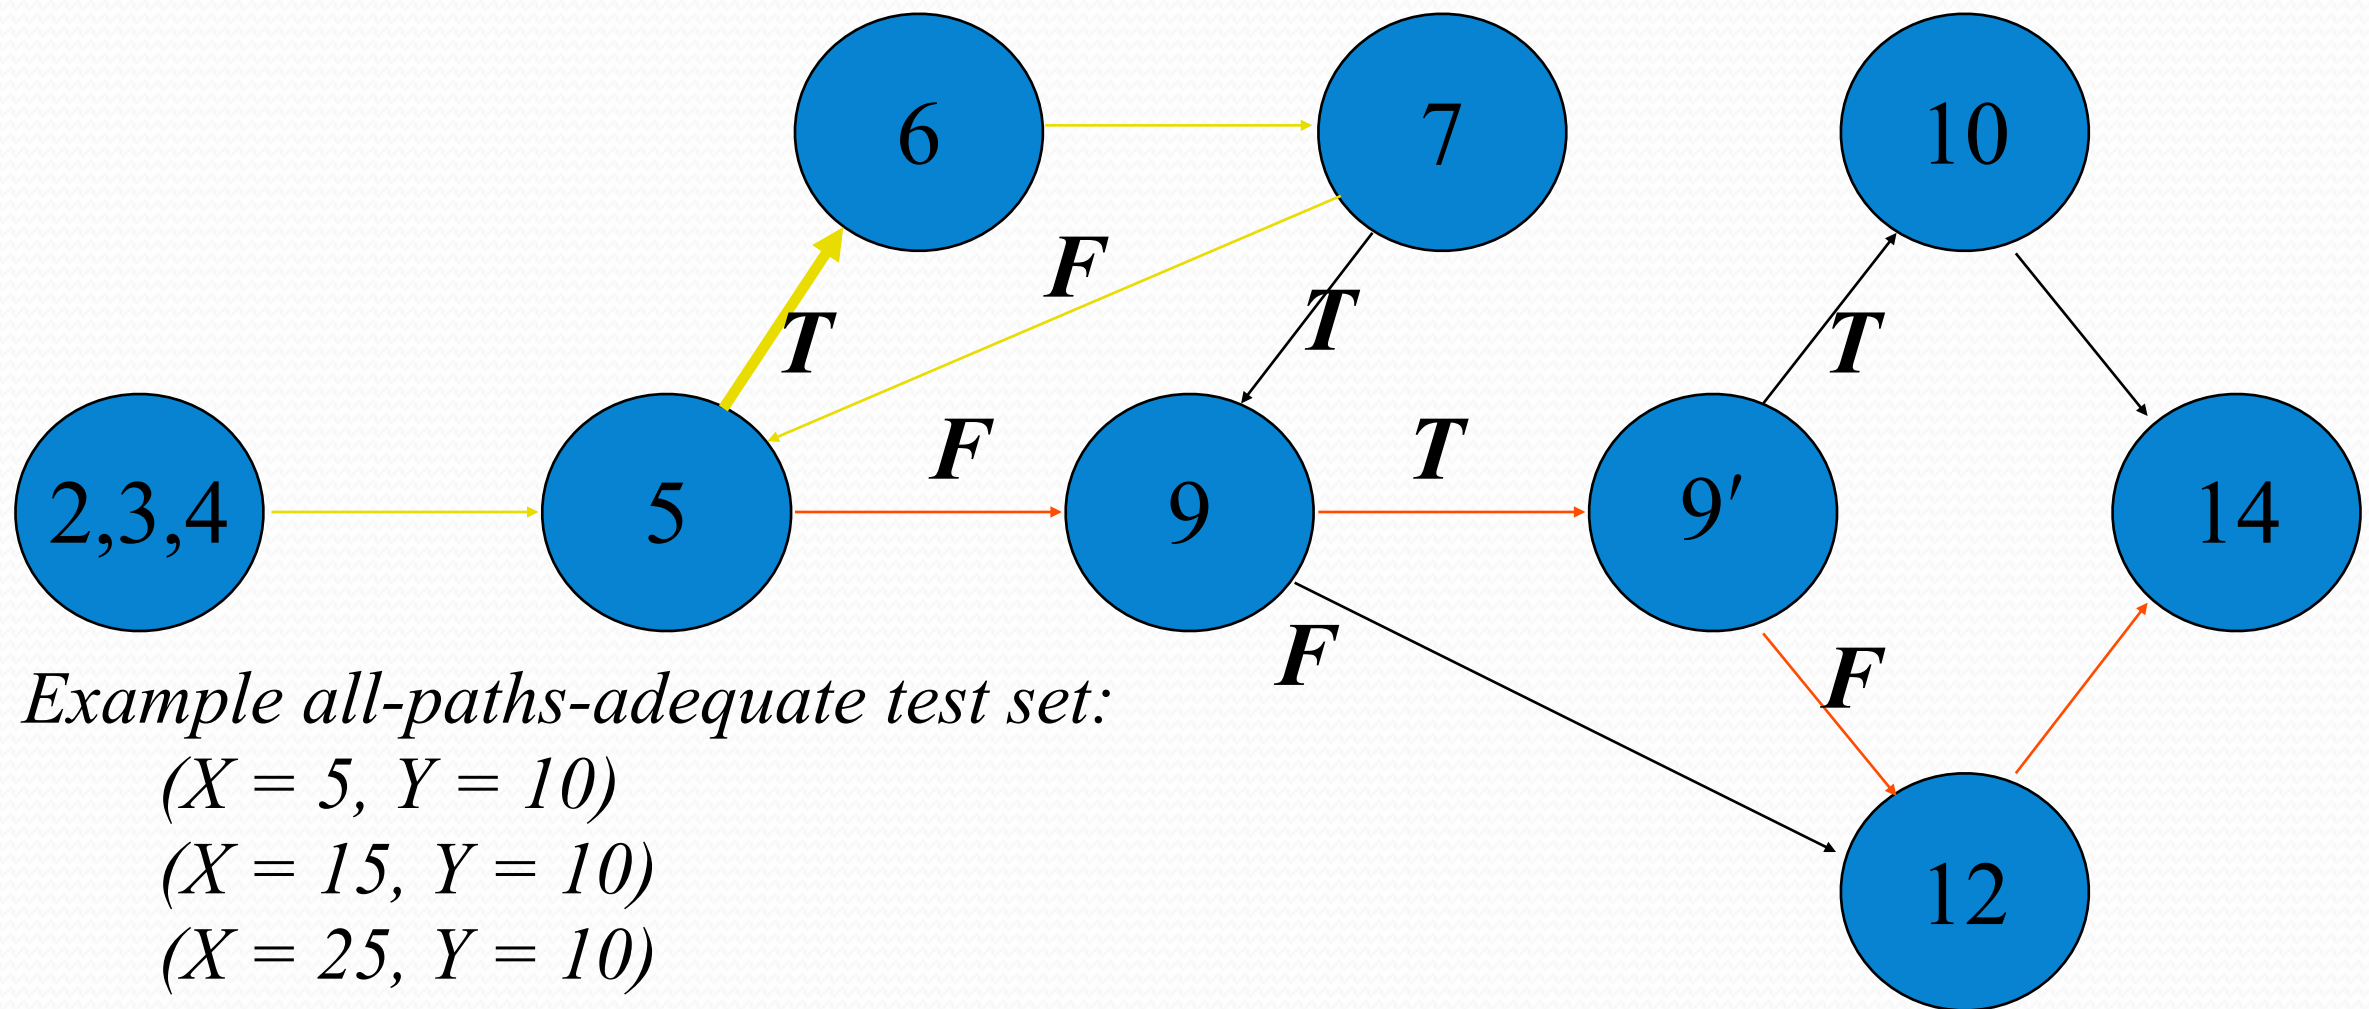 6
7
10
F
T
T
T
F
T
2,3,4
5
9
9′
14
F
F
Example all-paths-adequate test set:
(X = 5, Y = 10)
(X = 15, Y = 10)
(X = 25, Y = 10)
12